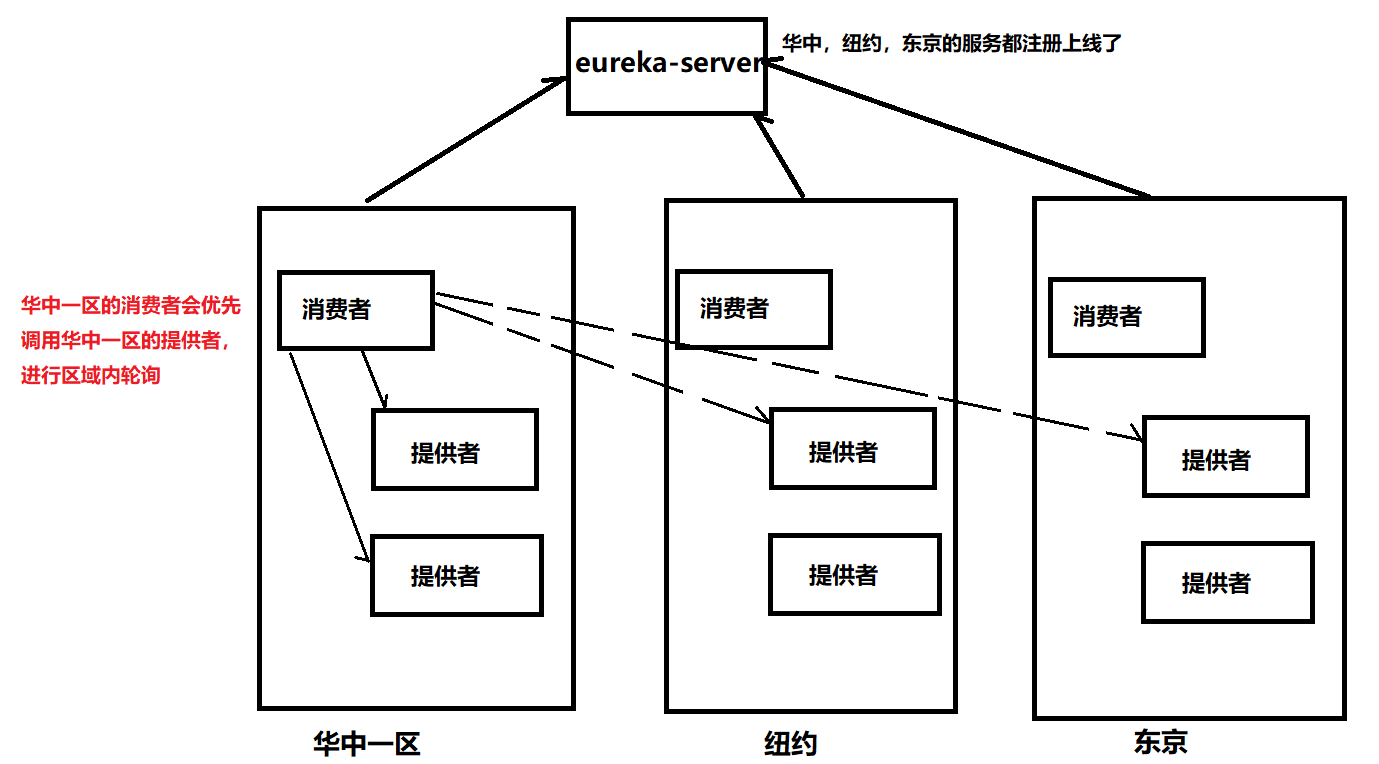 eureka-server
华中，纽约，东京的服务都注册上线了
华中一区的消费者会优先
调用华中一区的提供者，
进行区域内轮询
消费者
提供者
提供者
华中一区
消费者
提供者
提供者
纽约
消费者
提供者
提供者
东京